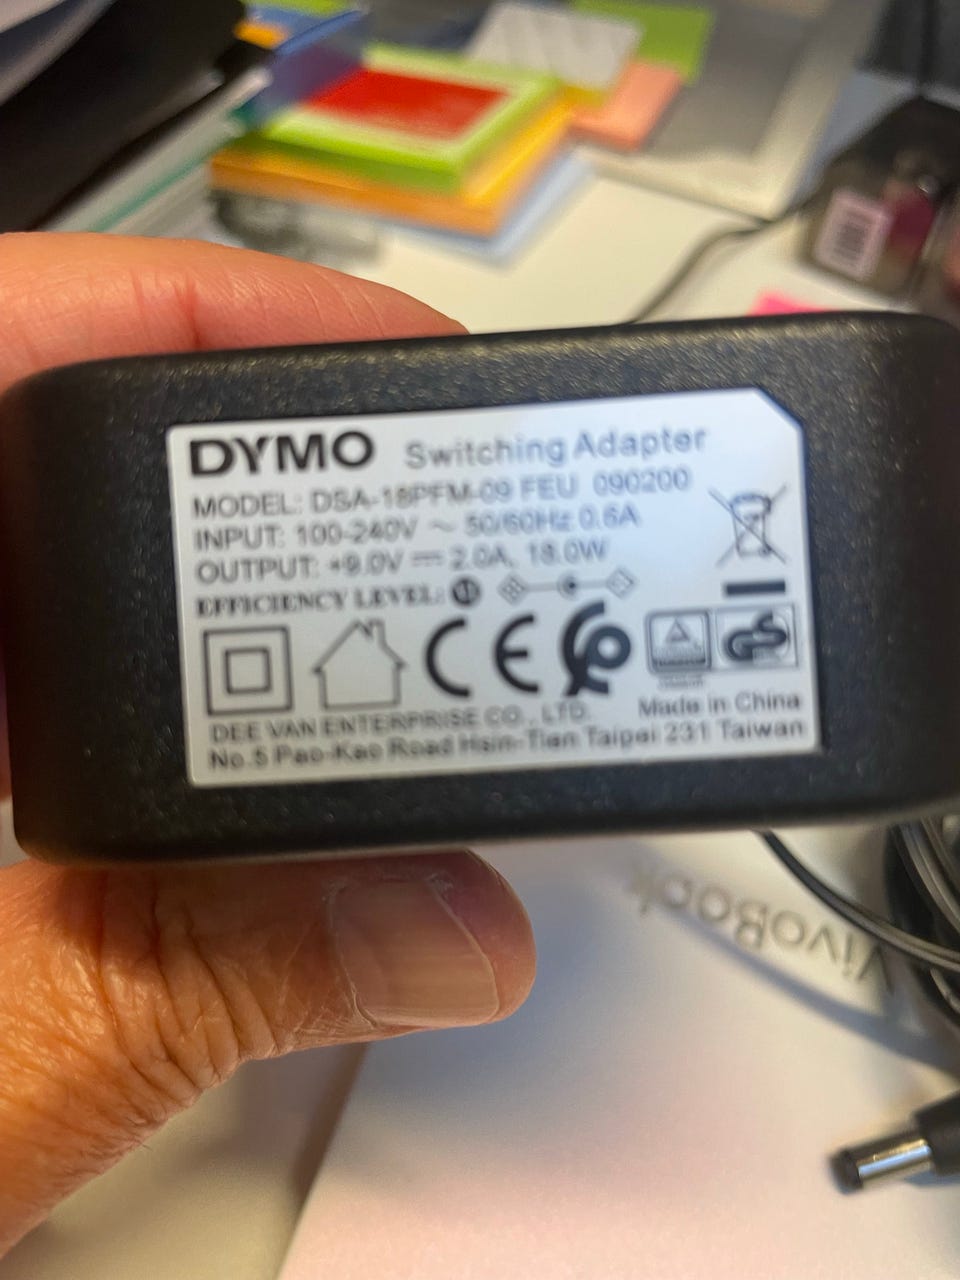 DYMO Switching Adapter
MODEL: DSA-18PFM-09 FEU 090200
INPUT: 100-240V ~ 50/60Hz 0.6A
OUTPUT: +9.0V ⎓ 2.0A, 18.0W
EFFICIENCY LEVEL: VI
CE
GS
Made in China
DEE VAN ENTERPRISE CO., LTD.
No.5 Pao-Kao Road Hsin-Tien Taipei 231 Taiwan
VivoBook